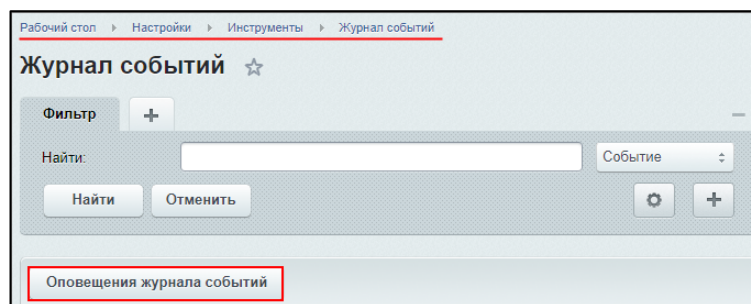 Рабочий стол Настройки Инструменты Журнал событий
Журнал событий
Фильтр
Найти: Событие
Найти Отменить
Оповещения журнала событий